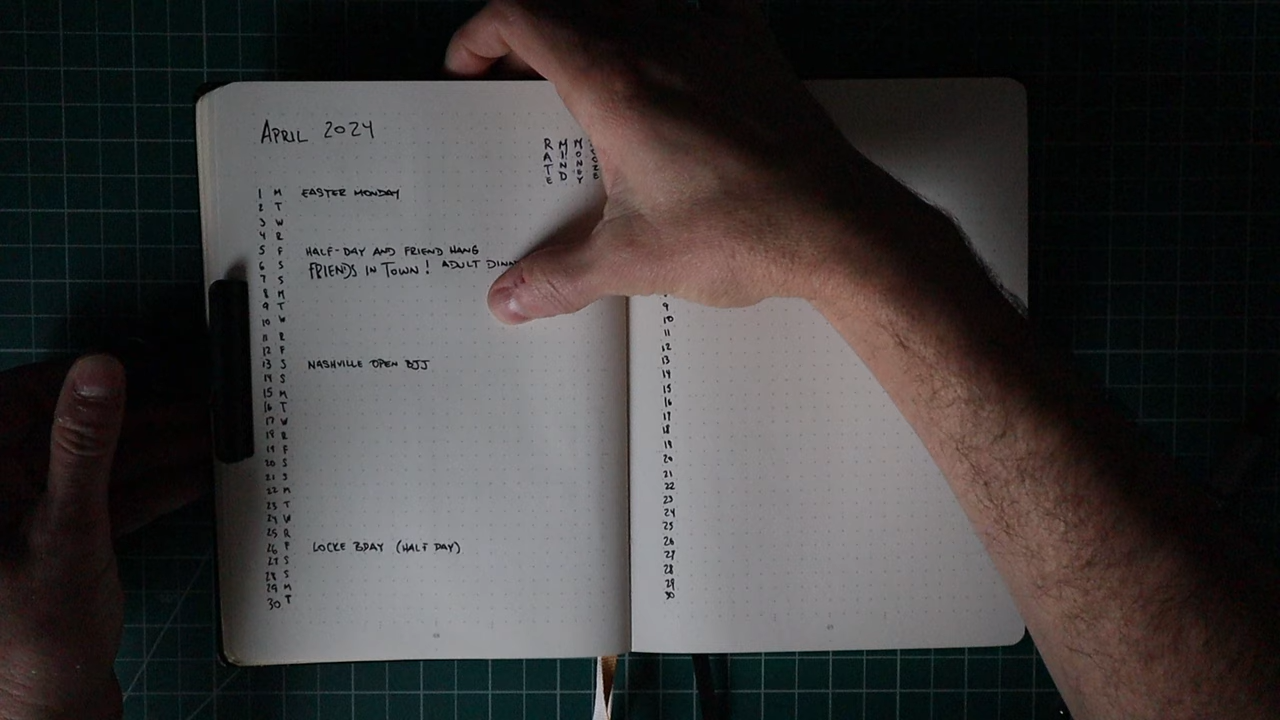 APRIL 2024
RATE MIND MONEY
1 M EASTER MONDAY
2 T
3 W
4 R
5 F HALF-DAY AND FRIEND HANG
6 S FRIENDS IN TOWN! ADULT
7 S
8 M
9 T
10 W
11 R
12 F
13 S NASHVILLE OPEN BJJ
14 S
15 M
16 T
17 W
18 R
19 F
20 S
21 S
22 M
23 T
24 W
25 R
26 F LOCKE BDAY (HALF DAY)
27 S
28 S
29 M
30 T
9
10
11
12
13
14
15
16
17
18
19
20
21
22
23
24
25
26
27
28
29
30